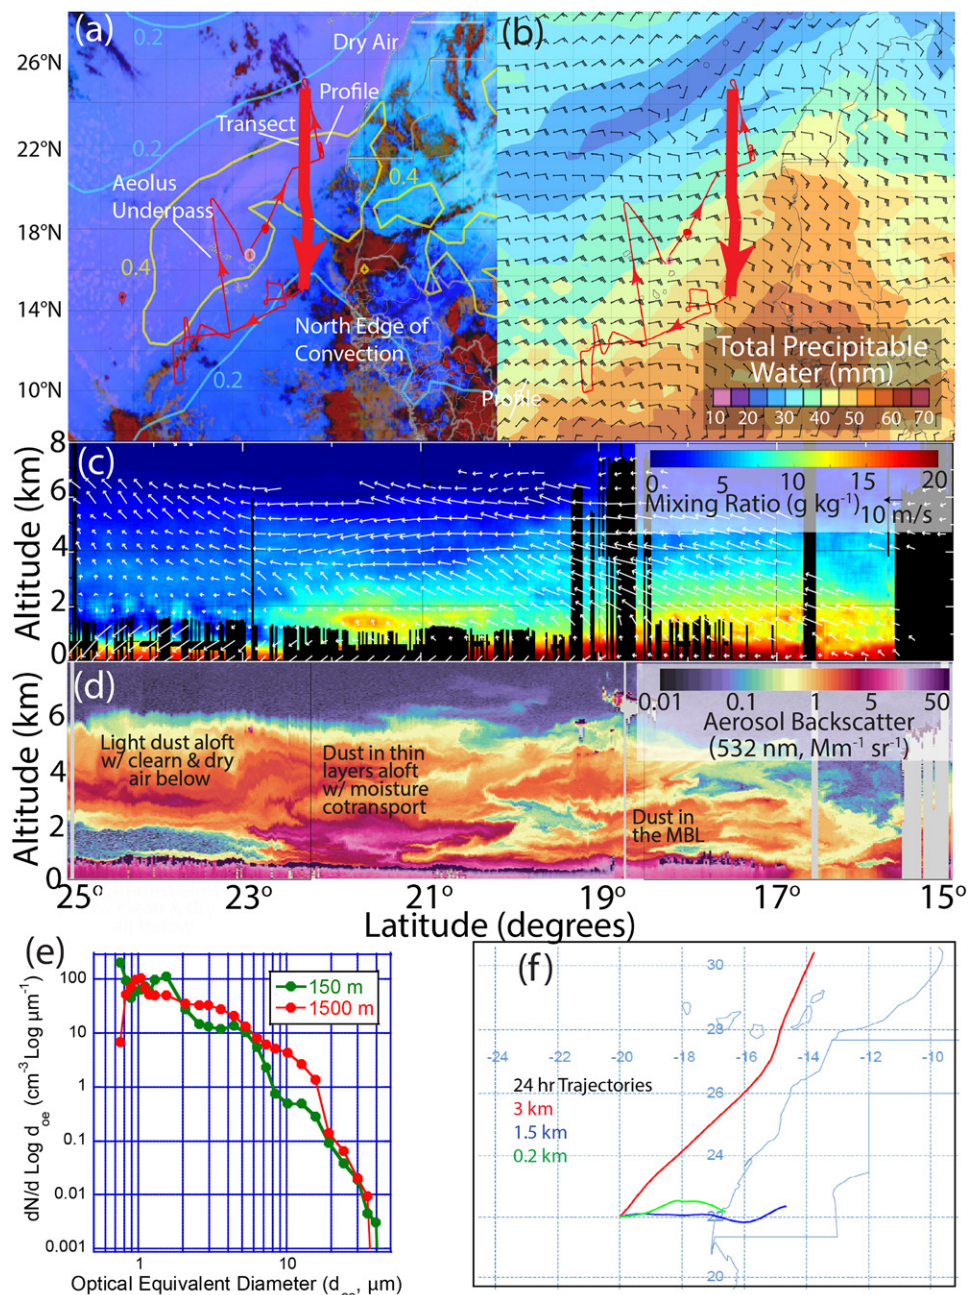 (a)
(b)
26°N
22°N
18°N
14°N
10°N
0.2
Dry Air
Profile
Transect
0.2
0.4
Aeolus
Underpass
0.4
North Edge of
Convection
0.2
Profile
Total Precipitable
Water (mm)
10 20 30 40 50 60 70
(c)
Altitude (km)
8
6
4
2
0
0 5 10 15 20
Mixing Ratio (g kg⁻¹)
10 m/s
(d)
Altitude (km)
6
4
2
0
0.01 0.1 1 5 50
Aerosol Backscatter
(532 nm, Mm⁻¹ sr⁻¹)
Light dust aloft
w/ clearn & dry
air below
Dust in thin
layers aloft
w/ moisture
cotransport
Dust in
the MBL
25° 23 21 19 17 15°
Latitude (degrees)
(e)
dN/d Log d_oe (cm⁻³ Log μm⁻¹)
100
10
1
0.1
0.01
0.001
150 m
1500 m
1 10
Optical Equivalent Diameter (d_oe, μm)
(f)
30
28
-24 -22 -20 -18 -16 -14 -12 -10
26
24
22
20
24 hr Trajectories
3 km
1.5 km
0.2 km